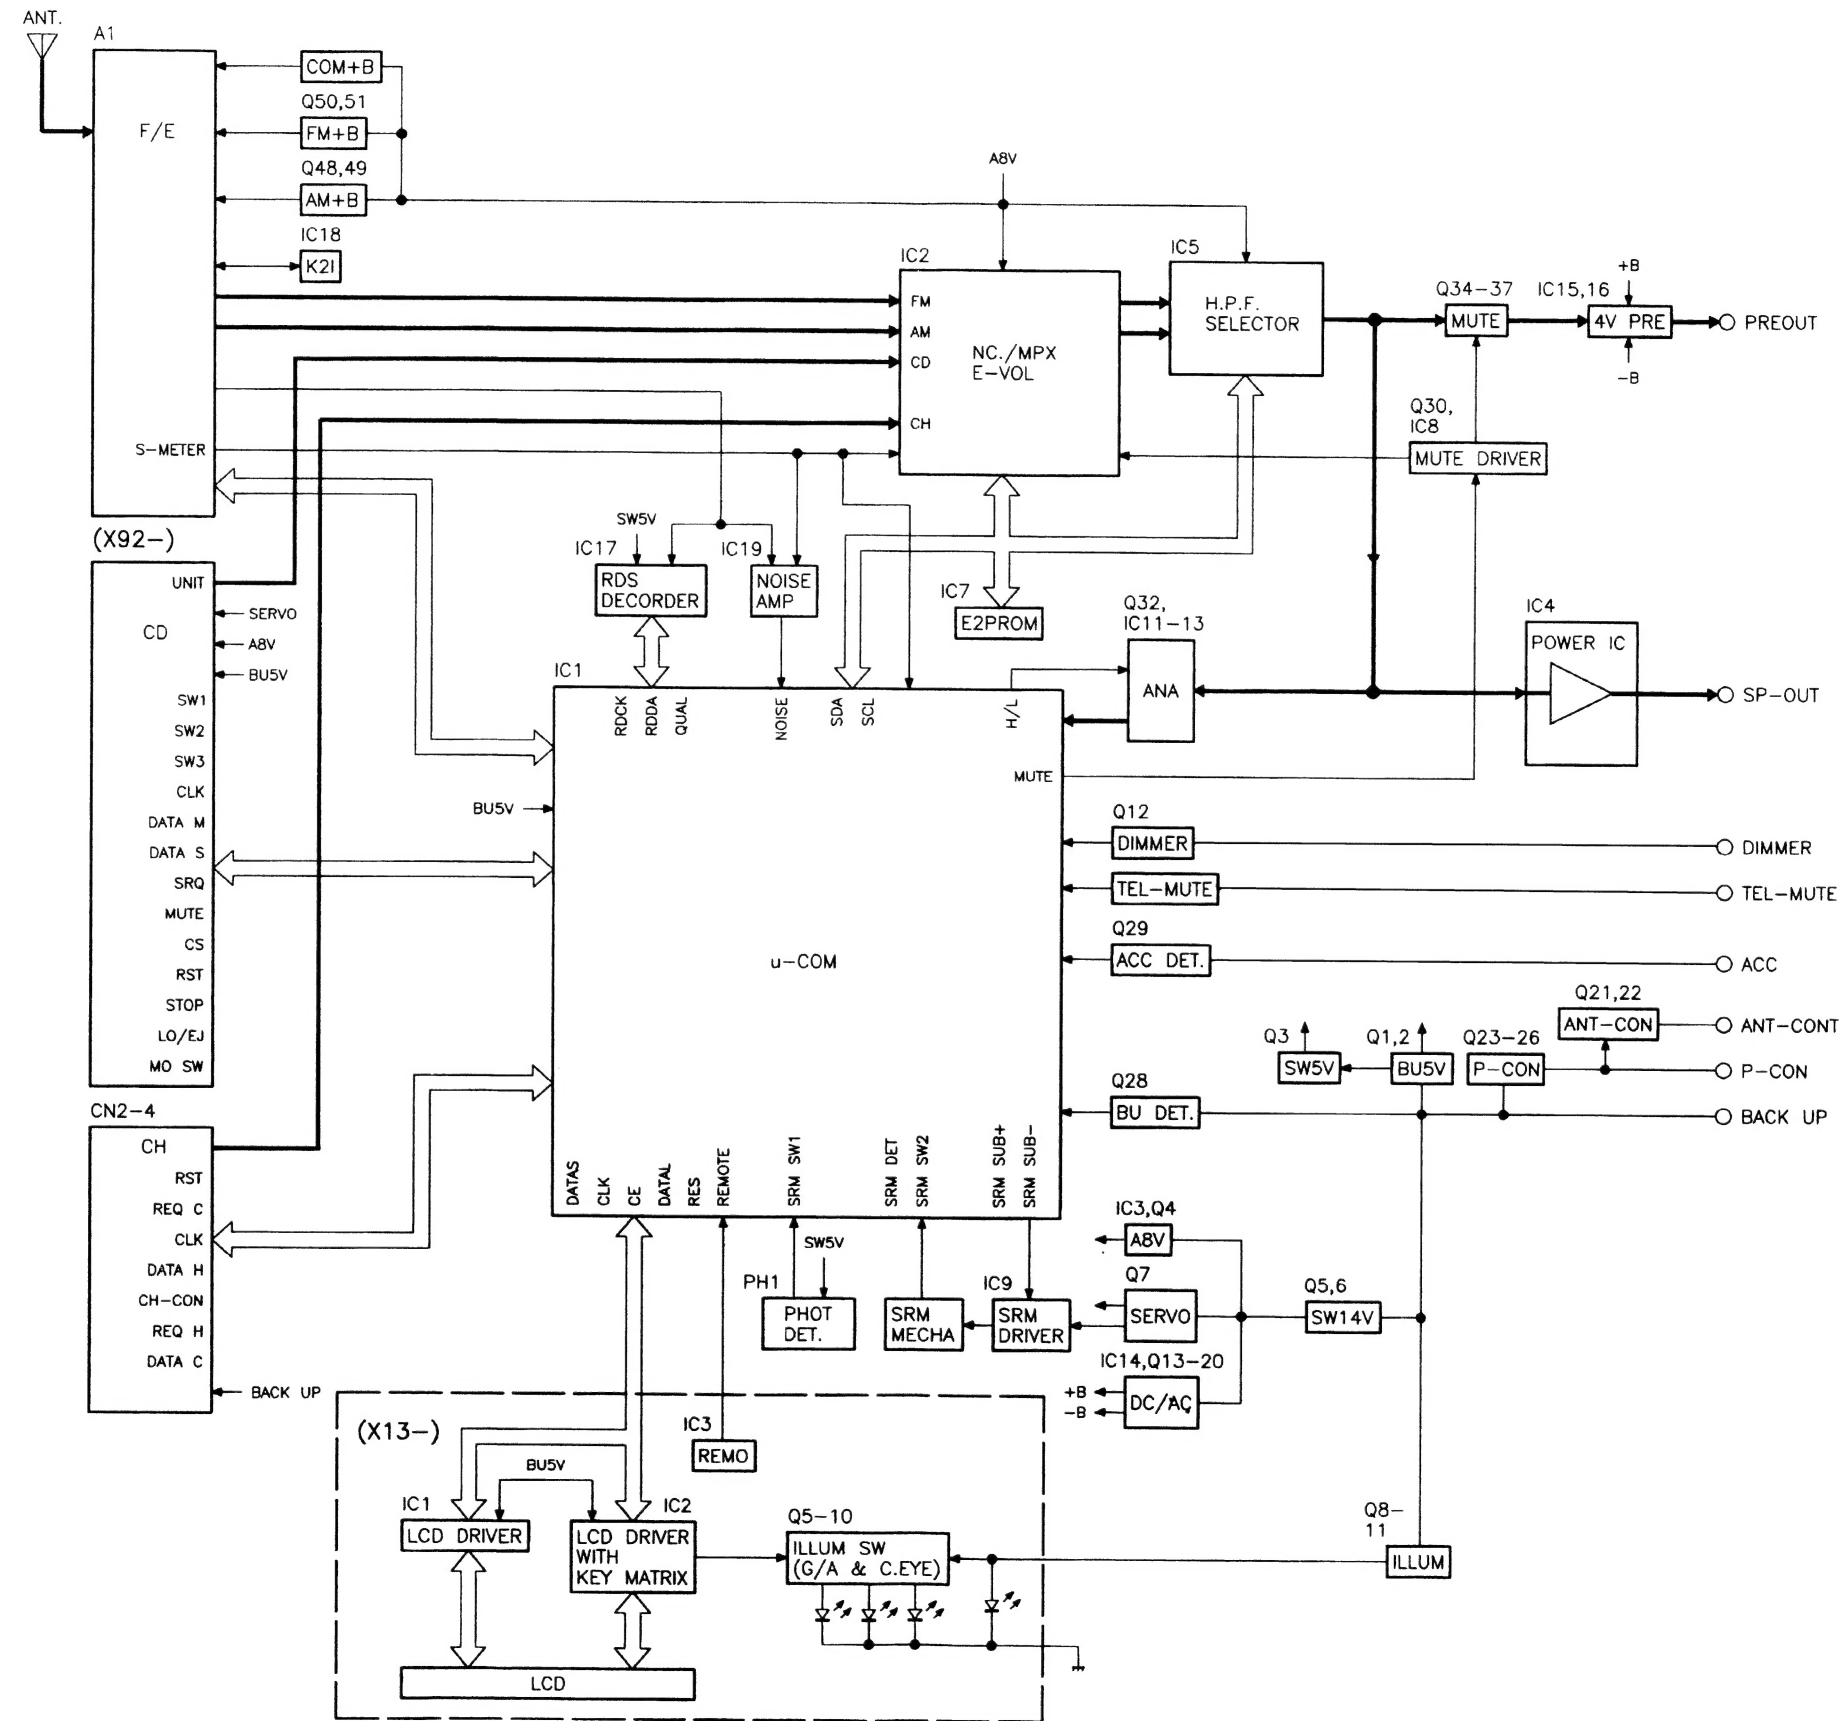 ANT.
A1
F/E
S-METER
COM+B
Q50,51
FM+B
Q48,49
AM+B
IC18
K2I
A8V
IC2
FM
AM
CD
CH
NC./MPX
E-VOL
IC5
H.P.F.
SELECTOR
Q34-37
MUTE
IC15,16
+B
4V PRE
-B
PREOUT
Q30,
IC8
MUTE DRIVER
(X92-)
UNIT
CD
SERVO
A8V
BU5V
SW1
SW2
SW3
CLK
DATA M
DATA S
SRQ
MUTE
CS
RST
STOP
LO/EJ
MO SW
SW5V
IC17
RDS
DECORDER
IC19
NOISE
AMP
IC7
E2PROM
Q32,
IC11-13
ANA
IC4
POWER IC
SP-OUT
IC1
RDCK
RDDA
QUAL
NOISE
SDA
SCL
H/L
MUTE
BU5V
u-COM
DATAS
CLK
CE
DATAL
RES
REMOTE
SRM SW1
SRM DET
SRM SW2
SRM SUB+
SRM SUB-
Q12
DIMMER
DIMMER
TEL-MUTE
TEL-MUTE
Q29
ACC DET.
ACC
Q21,22
ANT-CON
ANT-CONT
Q3
SW5V
Q1,2
BU5V
Q23-26
P-CON
P-CON
Q28
BU DET.
BACK UP
CN2-4
CH
RST
REQ C
CLK
DATA H
CH-CON
REQ H
DATA C
BACK UP
SW5V
PH1
PHOT
DET.
SRM
MECHA
IC9
SRM
DRIVER
IC3,Q4
A8V
Q7
SERVO
IC14,Q13-20
+B
-B
DC/AC
Q5,6
SW14V
Q8-
11
ILLUM
(X13-)
IC3
REMO
BU5V
IC1
LCD DRIVER
IC2
LCD DRIVER
WITH
KEY MATRIX
Q5-10
ILLUM SW
(G/A & C.EYE)
LCD